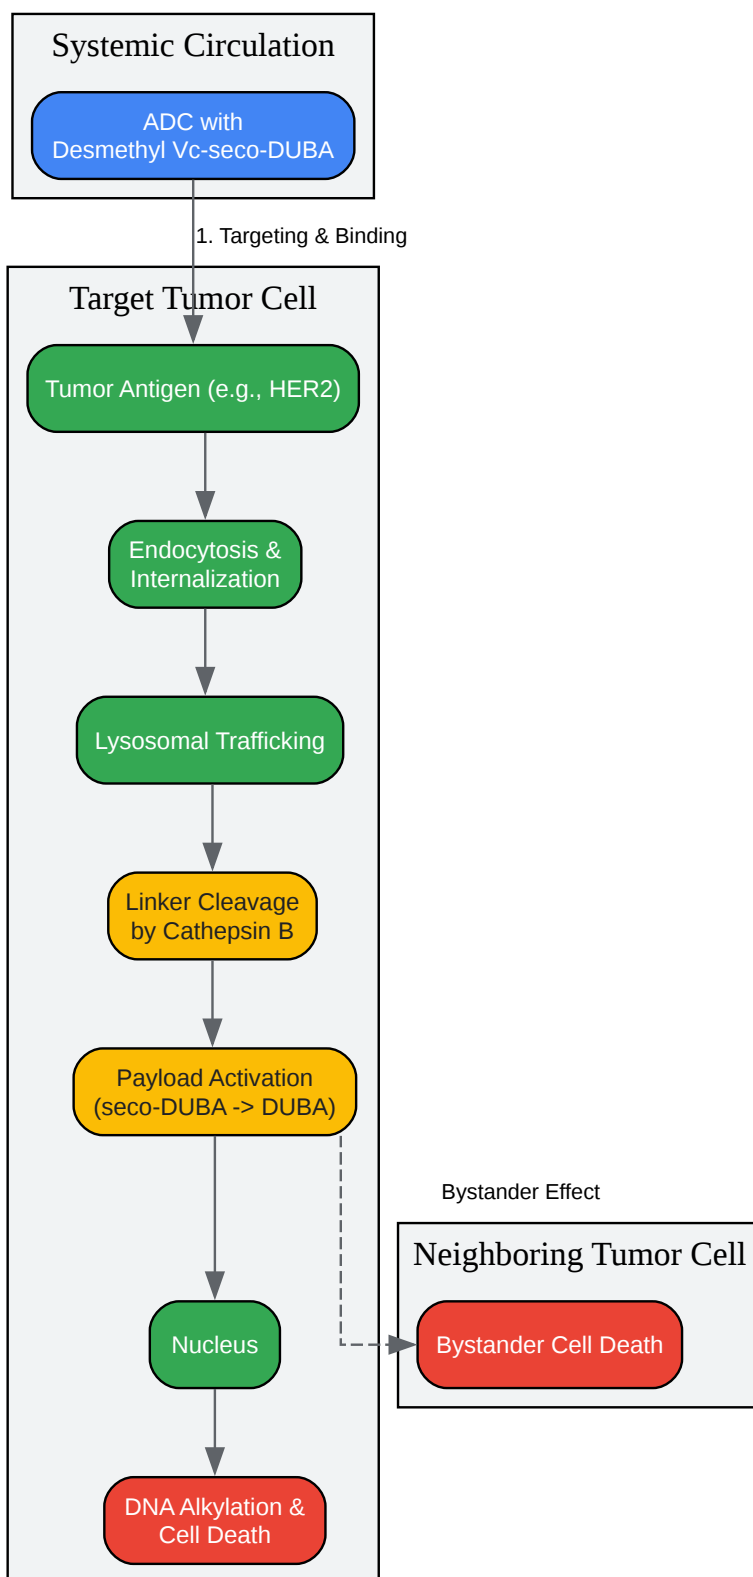 Systemic Circulation
ADC with
Desmethyl Vc-seco-DUBA
1. Targeting & Binding
Target Tumor Cell
Tumor Antigen (e.g., HER2)
Endocytosis &
Internalization
Lysosomal Trafficking
Linker Cleavage
by Cathepsin B
Payload Activation
(seco-DUBA -> DUBA)
Bystander Effect
Neighboring Tumor Cell
Nucleus
Bystander Cell Death
DNA Alkylation &
Cell Death